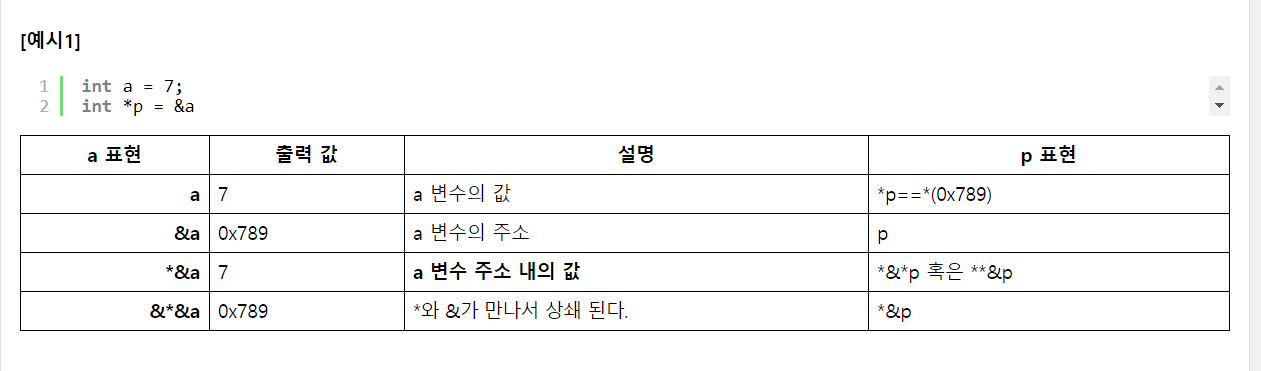 [예시1]
1 int a = 7;
2 int *p = &a
a 표현 출력 값 설명 p 표현
a 7 a 변수의 값 *p==*(0x789)
&a 0x789 a 변수의 주소 p
*&a 7 a 변수 주소 내의 값 *&*p 혹은 **&p
&*&a 0x789 *와 &가 만나서 상쇄 된다. *&p